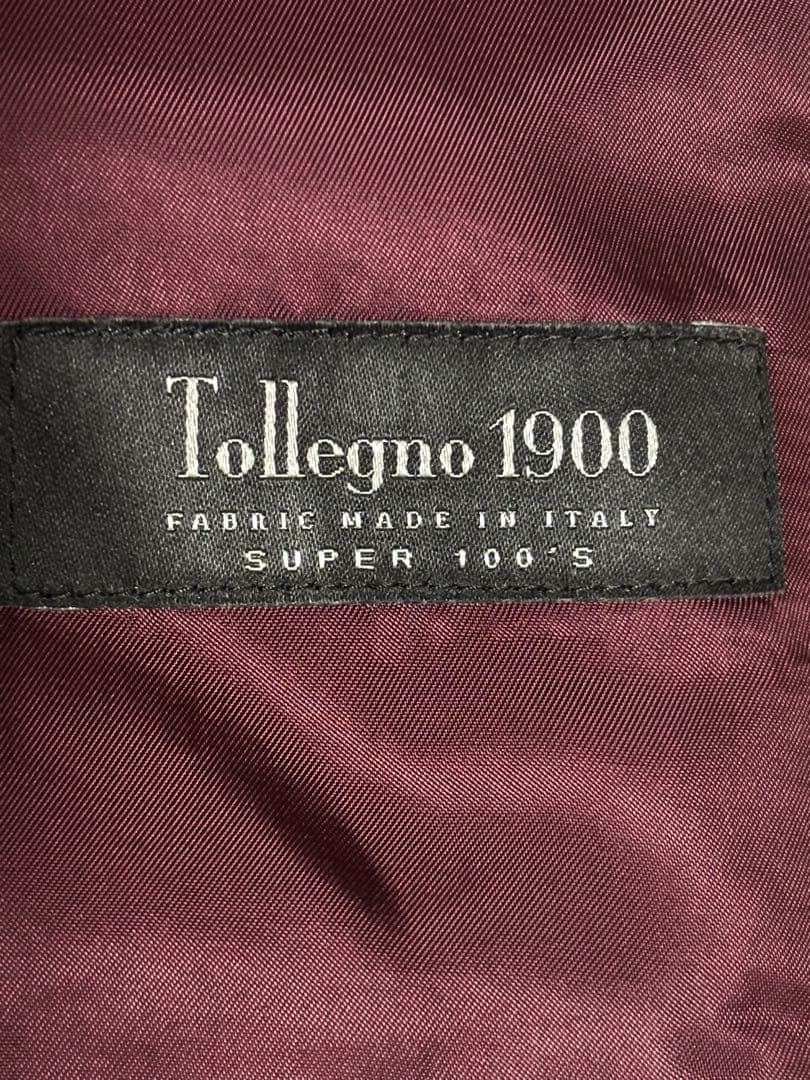 Tollegno 1900
FABRIC MADE IN ITALY
SUPER 100'S